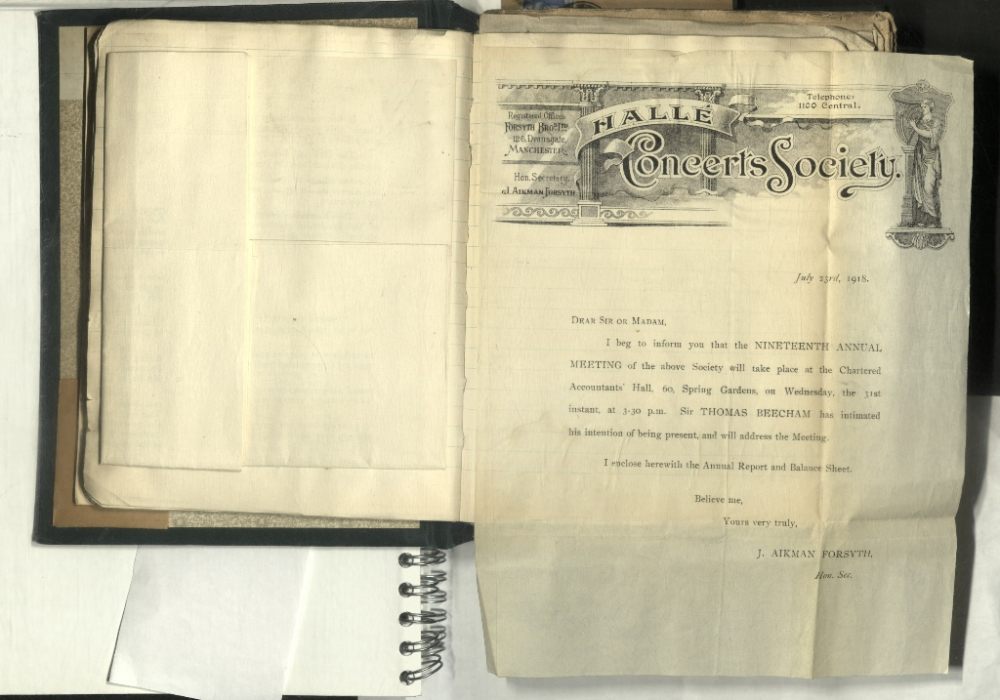 Registered Offices
FORSYTH BROS. LTD
126, Deansgate,
MANCHESTER.
Hon. Secretary,
J. AIKMAN FORSYTH
HALLÉ
Concerts Society.
Telephone:
1100 Central.
July 23rd, 1918.
DEAR SIR OR MADAM,
I beg to inform you that the NINETEENTH ANNUAL
MEETING of the above Society will take place at the Chartered
Accountants' Hall, 60, Spring Gardens, on Wednesday, the 31st
instant, at 3-30 p.m. Sir THOMAS BEECHAM has intimated
his intention of being present, and will address the Meeting.
I enclose herewith the Annual Report and Balance Sheet.
Believe me,
Yours very truly,
J. AIKMAN FORSYTH,
Hon. Sec.